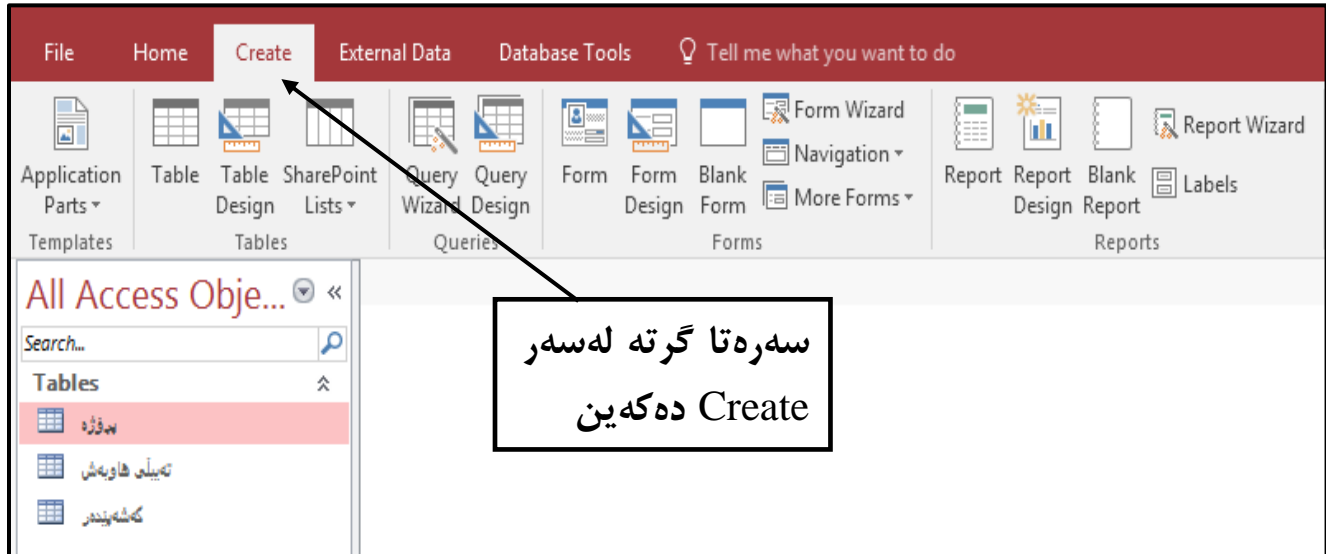 File Home Create External Data Database Tools Tell me what you want to do
Application Parts
Table
Table Design
SharePoint Lists
Query Wizard
Query Design
Form
Form Design
Blank Form
Form Wizard
Navigation
More Forms
Report
Report Design
Blank Report
Report Wizard
Labels
Templates Tables Queries Forms Reports
All Access Obje... «
Search...
Tables
پرۆژە
تەیبڵی هاوبەش
گەشەپێدەر
سەرەتا گرتە لەسەر
Create دەکەین